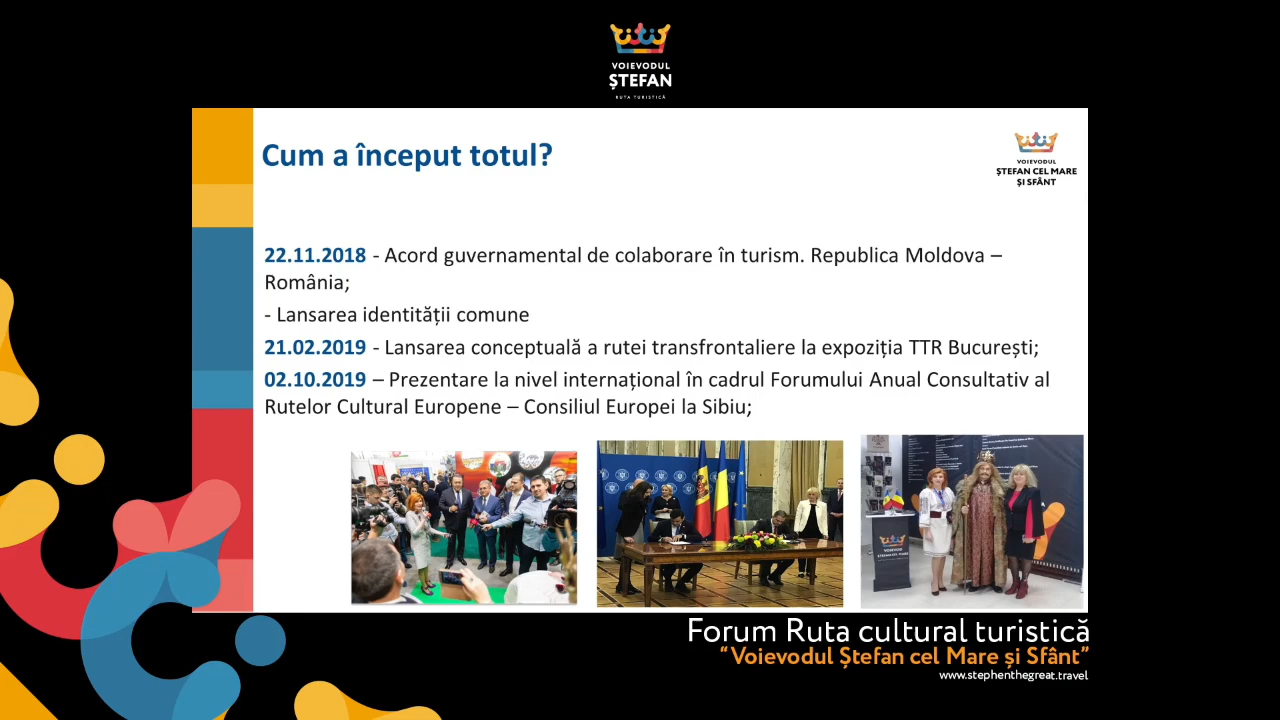 VOIEVODUL
ȘTEFAN
RUTA TURISTICĂ
Cum a început totul?
VOIEVODUL
ȘTEFAN CEL MARE
ȘI SFÂNT
22.11.2018 - Acord guvernamental de colaborare în turism. Republica Moldova –
România;
- Lansarea identității comune
21.02.2019 - Lansarea conceptuală a rutei transfrontaliere la expoziția TTR București;
02.10.2019 – Prezentare la nivel internațional în cadrul Forumului Anual Consultativ al
Rutelor Cultural Europene – Consiliul Europei la Sibiu;
Forum Ruta cultural turistică
“Voievodul Ștefan cel Mare și Sfânt”
www.stephenthegreat.travel